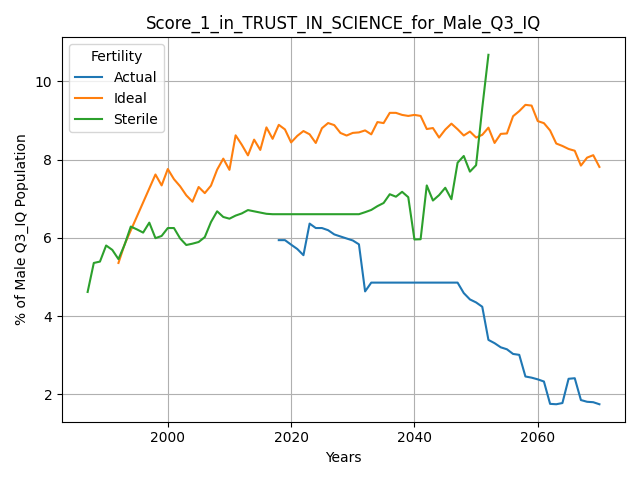 Score_1_in_TRUST_IN_SCIENCE_for_Male_Q3_IQ
Fertility
Actual
Ideal
Sterile
% of Male Q3_IQ Population
10
8
6
4
2
2000
2020
2040
2060
Years